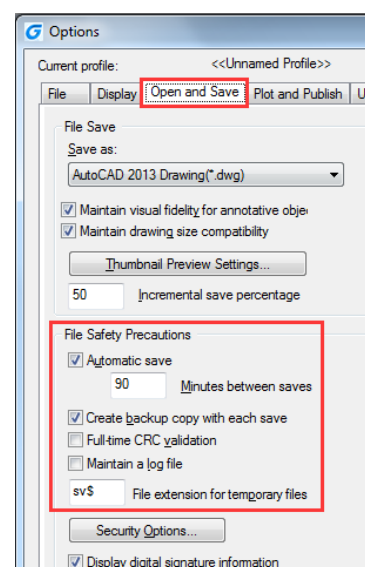 Options
Current profile: <<Unnamed Profile>>
File Display Open and Save Plot and Publish U
File Save
Save as:
AutoCAD 2013 Drawing(*.dwg)
Maintain visual fidelity for annotative obje
Maintain drawing size compatibility
Thumbnail Preview Settings...
50 Incremental save percentage
File Safety Precautions
Automatic save
90 Minutes between saves
Create backup copy with each save
Full-time CRC validation
Maintain a log file
sv$ File extension for temporary files
Security Options...
Display digital signature information